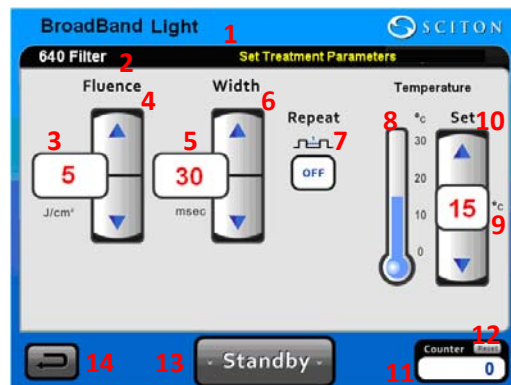 BroadBand Light
1
SCITON
640 Filter
2
Set Treatment Parameters
Fluence
4
Width
6
Temperature
3
5
5
30
J/cm²
msec
Repeat
7
OFF
8
°C
30
20
10
0
Set
10
15
°C
9
14
13
- Standby -
Counter
Reset
12
11
0